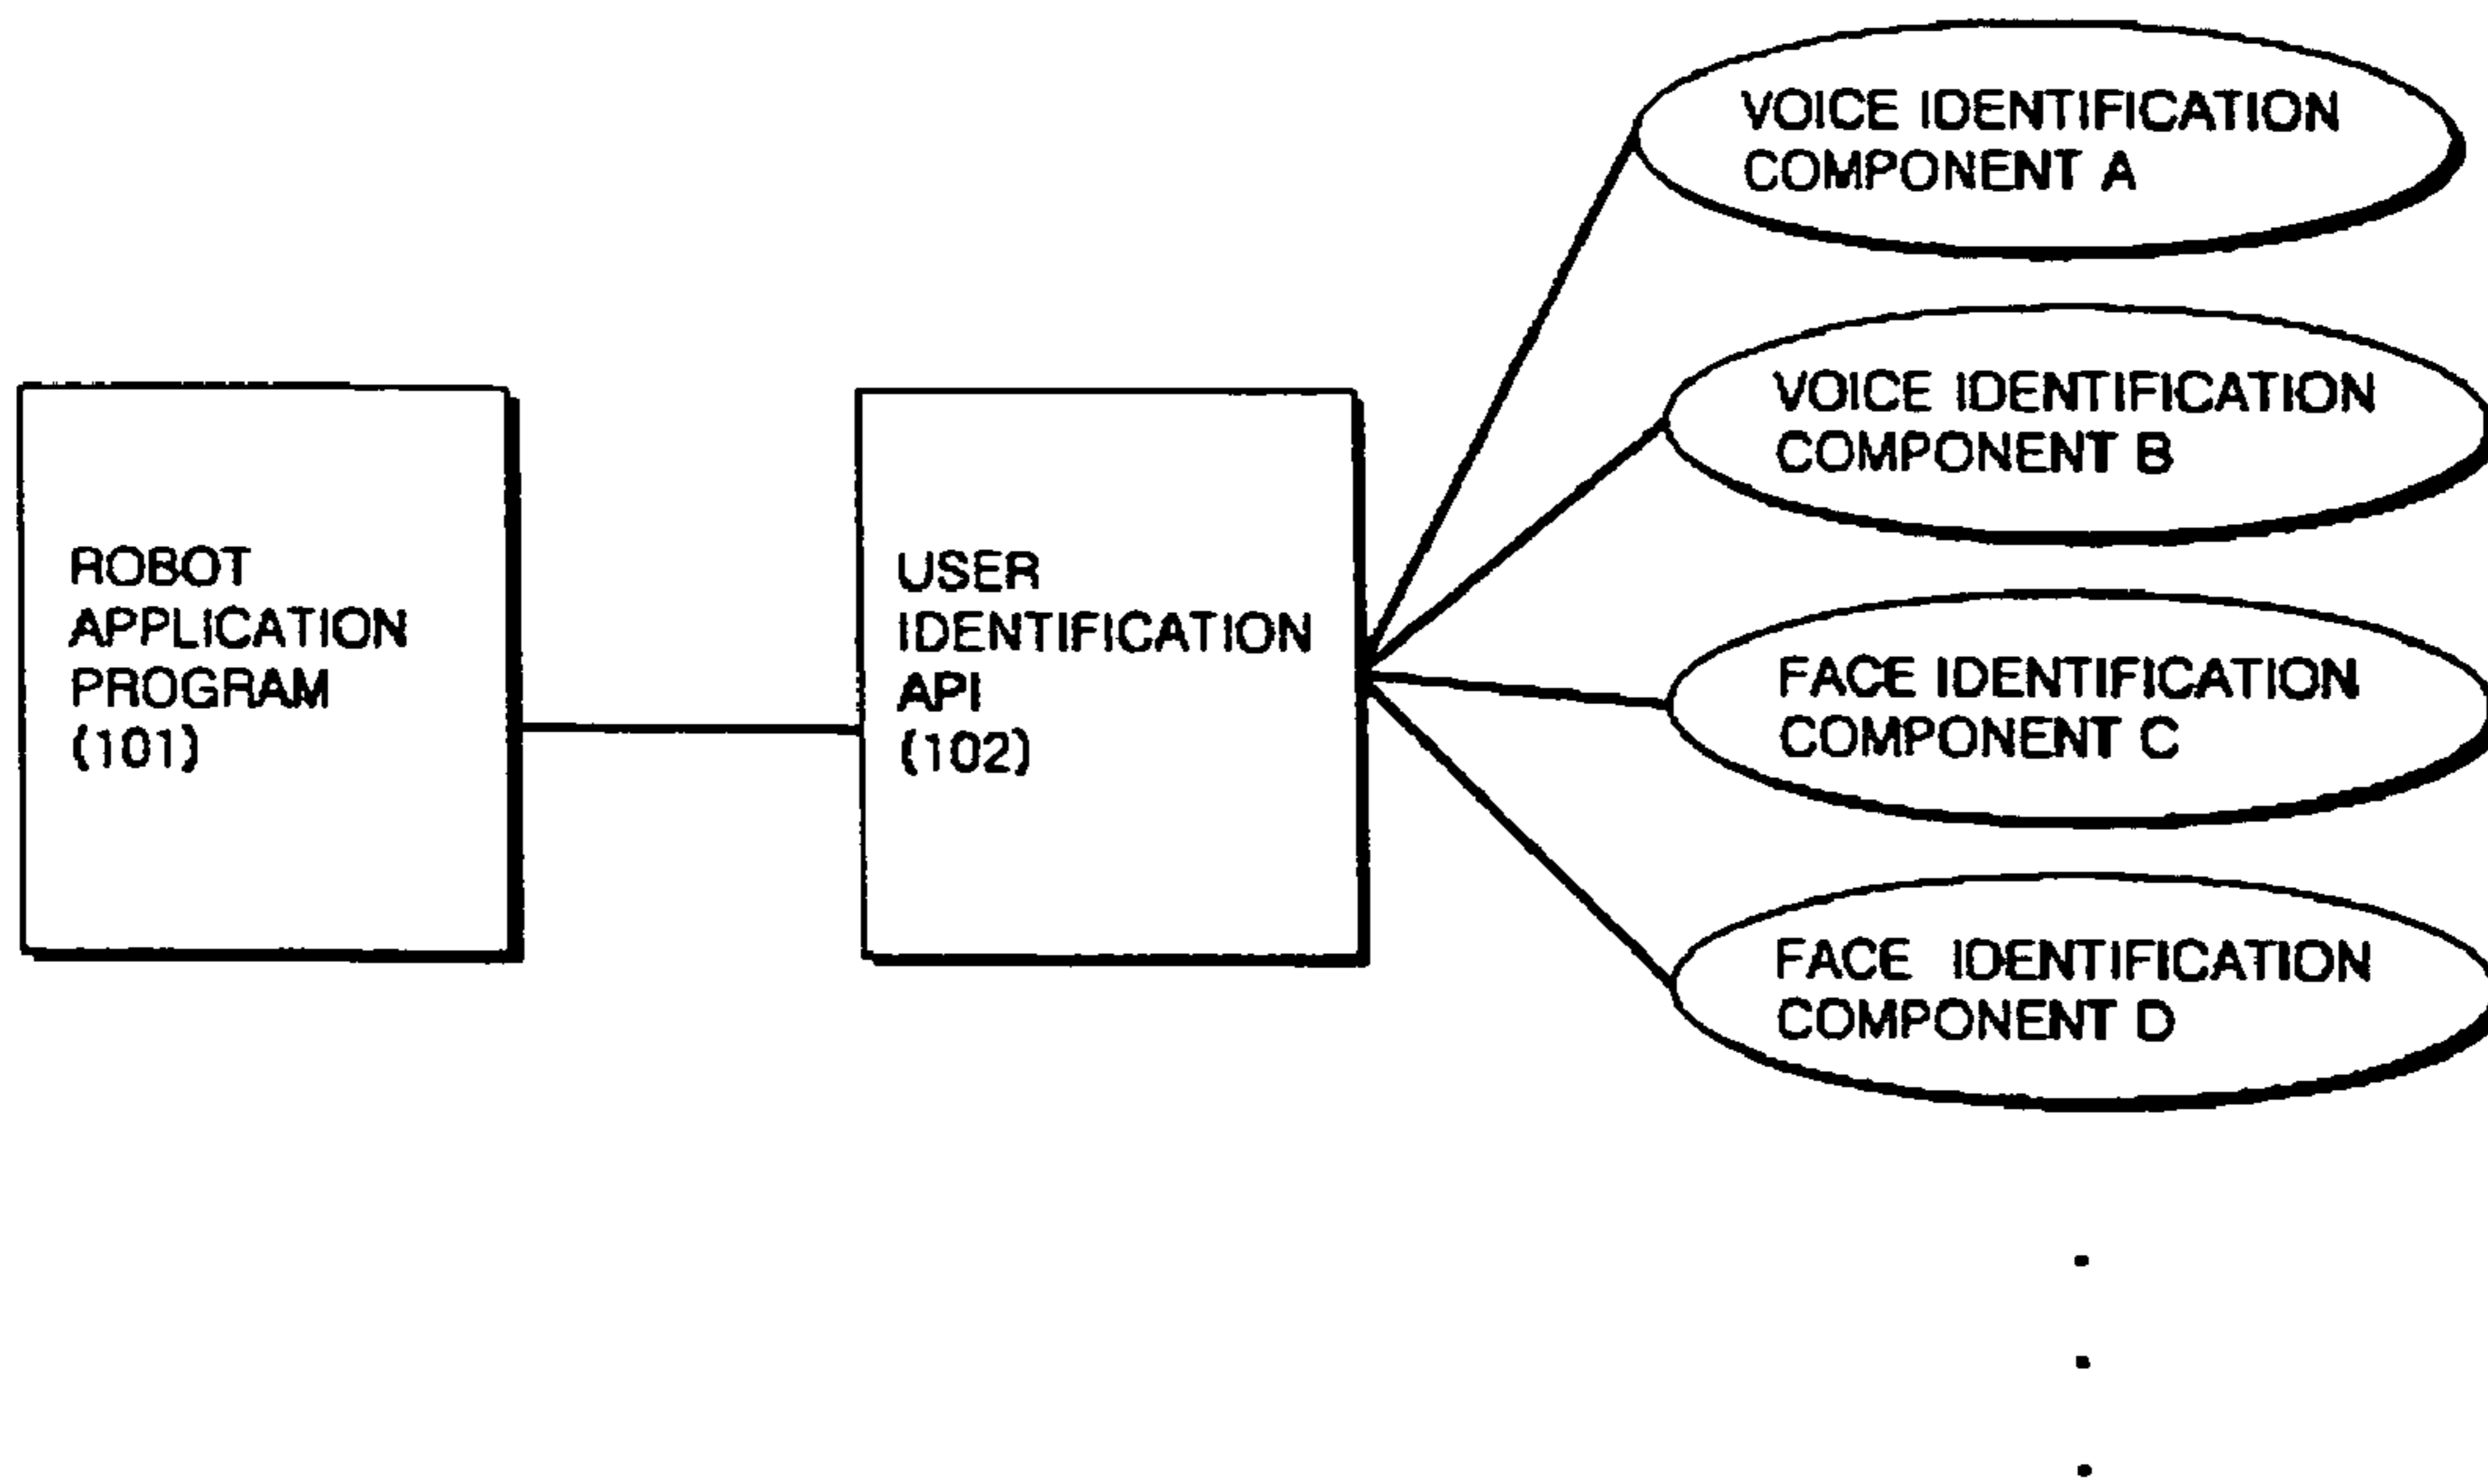 ROBOT
APPLICATION
PROGRAM
(101)
USER
IDENTIFICATION
API
(102)
VOICE IDENTIFICATION
COMPONENT A
VOICE IDENTIFICATION
COMPONENT B
FACE IDENTIFICATION
COMPONENT C
FACE IDENTIFICATION
COMPONENT D